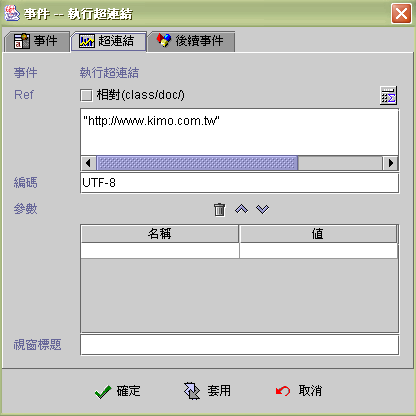 事件 -- 執行超連結
事件 超連結 後續事件
事件 執行超連結
Ref 相對(class/doc/)
"http://www.kimo.com.tw"
編碼 UTF-8
參數
名稱 值
視窗標題
確定 套用 取消